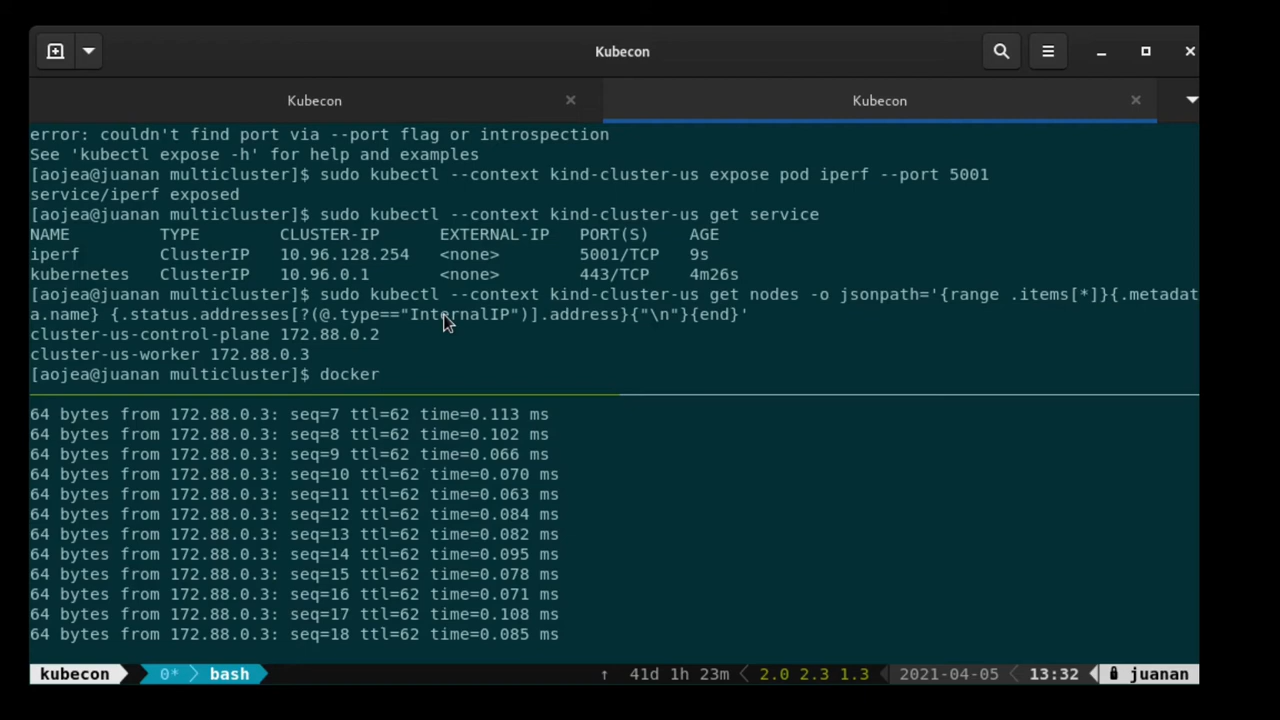 Kubecon
Kubecon
Kubecon
error: couldn't find port via --port flag or introspection
See 'kubectl expose -h' for help and examples
[aojea@juanan multicluster]$ sudo kubectl --context kind-cluster-us expose pod iperf --port 5001
service/iperf exposed
[aojea@juanan multicluster]$ sudo kubectl --context kind-cluster-us get service
NAME TYPE CLUSTER-IP EXTERNAL-IP PORT(S) AGE
iperf ClusterIP 10.96.128.254 <none> 5001/TCP 9s
kubernetes ClusterIP 10.96.0.1 <none> 443/TCP 4m26s
[aojea@juanan multicluster]$ sudo kubectl --context kind-cluster-us get nodes -o jsonpath='{range .items[*]}{.metadat
a.name} {.status.addresses[?(@.type=="InternalIP")].address}{"\n"}{end}'
cluster-us-control-plane 172.88.0.2
cluster-us-worker 172.88.0.3
[aojea@juanan multicluster]$ docker
64 bytes from 172.88.0.3: seq=7 ttl=62 time=0.113 ms
64 bytes from 172.88.0.3: seq=8 ttl=62 time=0.102 ms
64 bytes from 172.88.0.3: seq=9 ttl=62 time=0.066 ms
64 bytes from 172.88.0.3: seq=10 ttl=62 time=0.070 ms
64 bytes from 172.88.0.3: seq=11 ttl=62 time=0.063 ms
64 bytes from 172.88.0.3: seq=12 ttl=62 time=0.084 ms
64 bytes from 172.88.0.3: seq=13 ttl=62 time=0.082 ms
64 bytes from 172.88.0.3: seq=14 ttl=62 time=0.095 ms
64 bytes from 172.88.0.3: seq=15 ttl=62 time=0.078 ms
64 bytes from 172.88.0.3: seq=16 ttl=62 time=0.071 ms
64 bytes from 172.88.0.3: seq=17 ttl=62 time=0.108 ms
64 bytes from 172.88.0.3: seq=18 ttl=62 time=0.085 ms
kubecon 0* bash ↑ 41d 1h 23m 2.0 2.3 1.3 2021-04-05 13:32 juanan